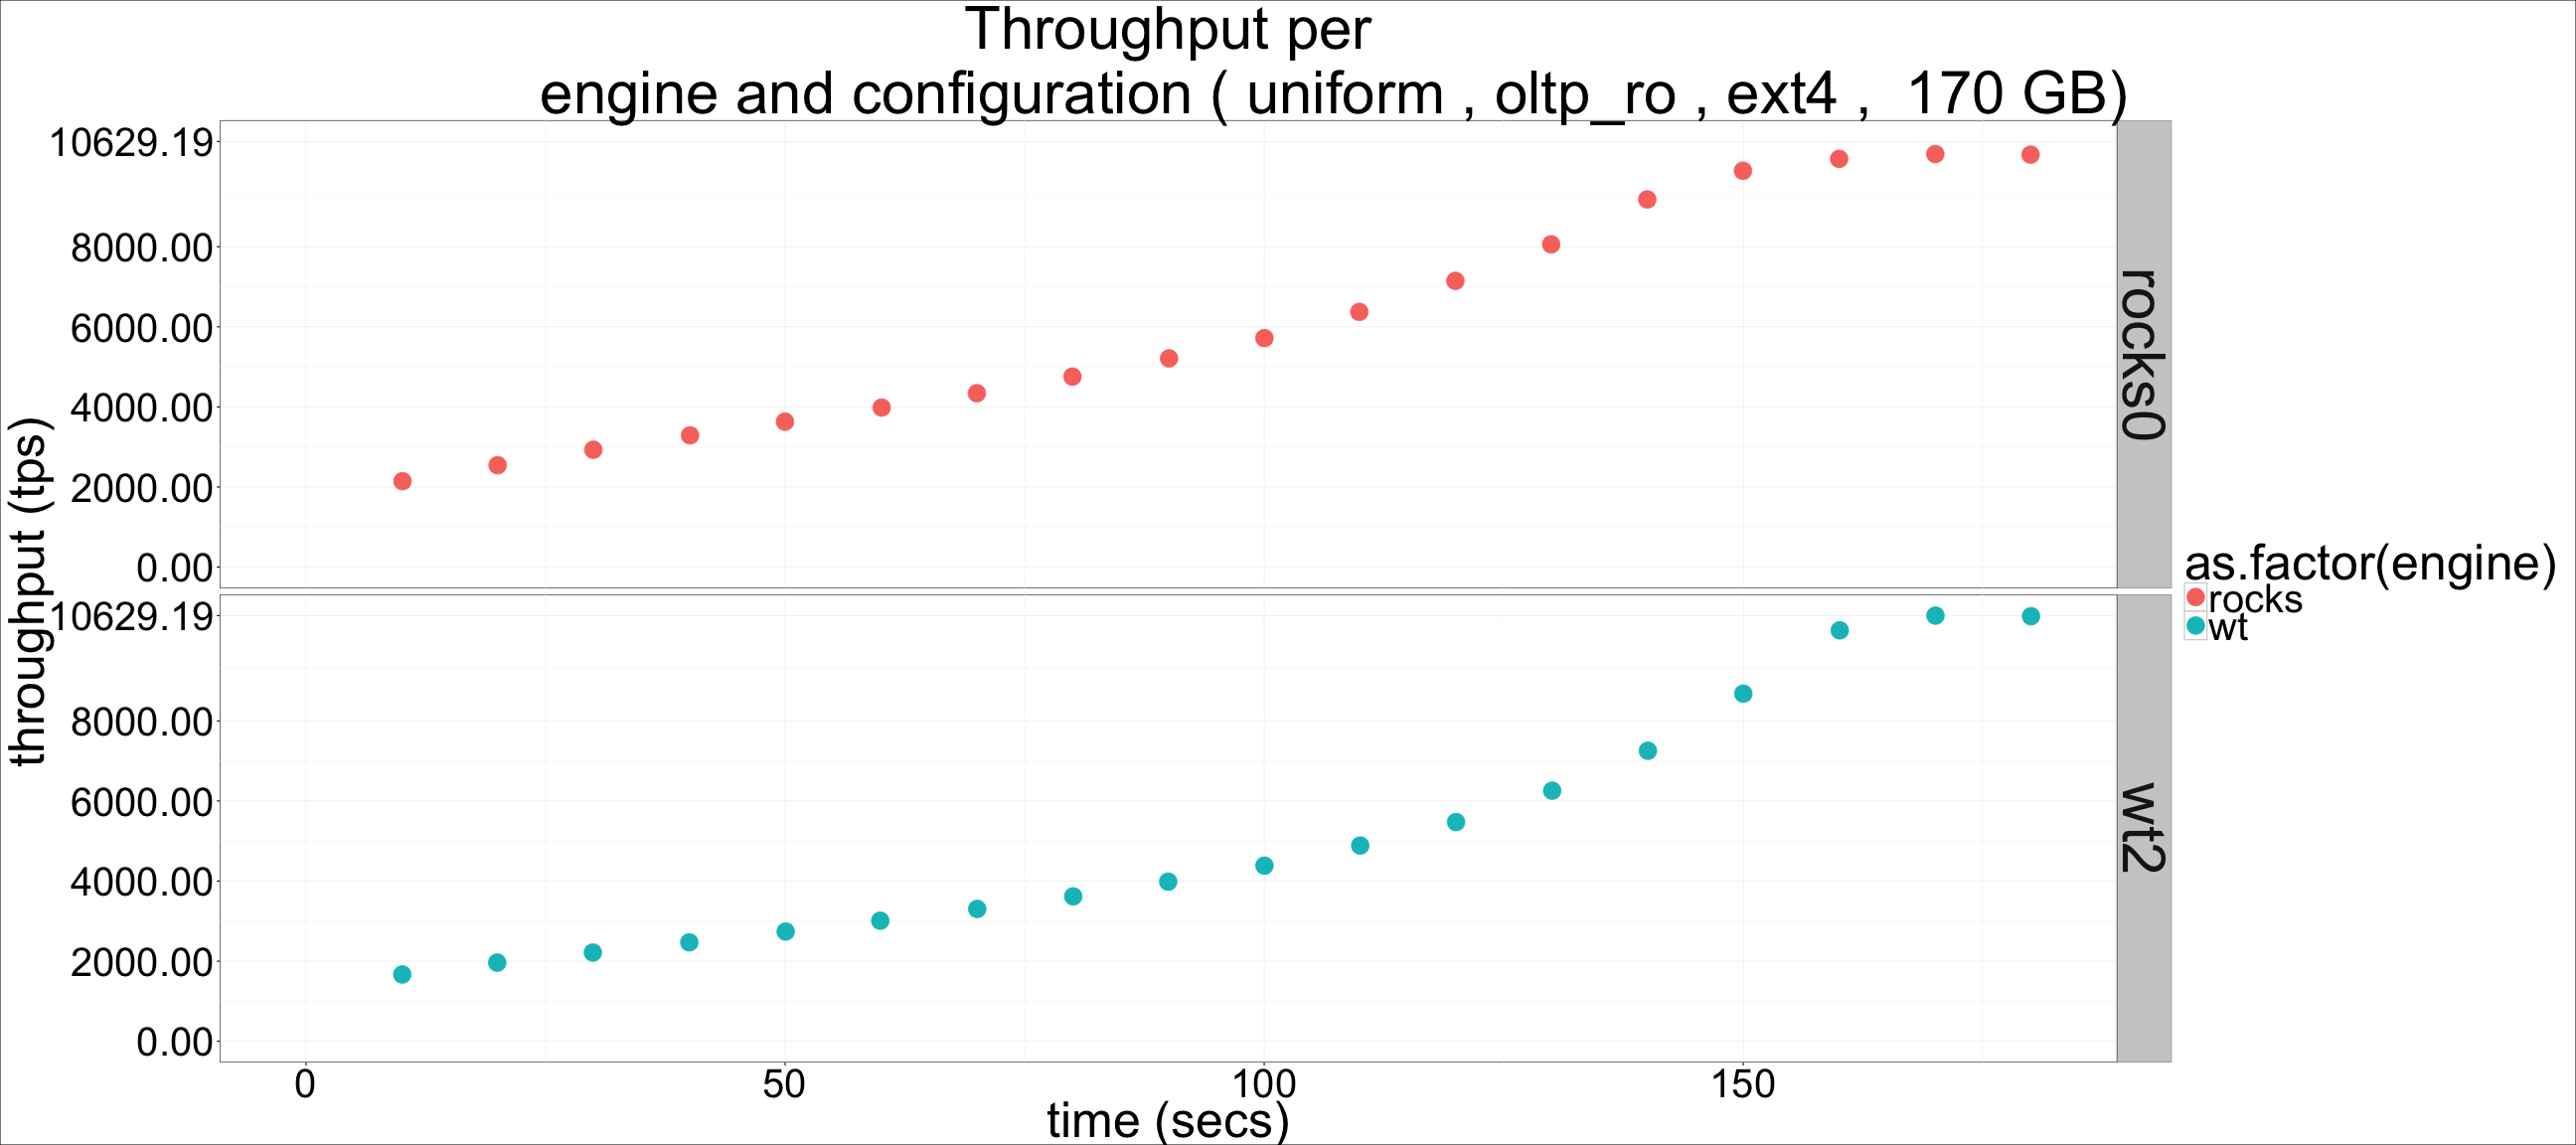 Throughput per
engine and configuration ( uniform , oltp_ro , ext4 ,  170 GB)
throughput (tps)
10629.19
8000.00
6000.00
4000.00
2000.00
0.00
rocks0
10629.19
8000.00
6000.00
4000.00
2000.00
0.00
wt2
0 50 100 150
time (secs)
as.factor(engine)
rocks
wt